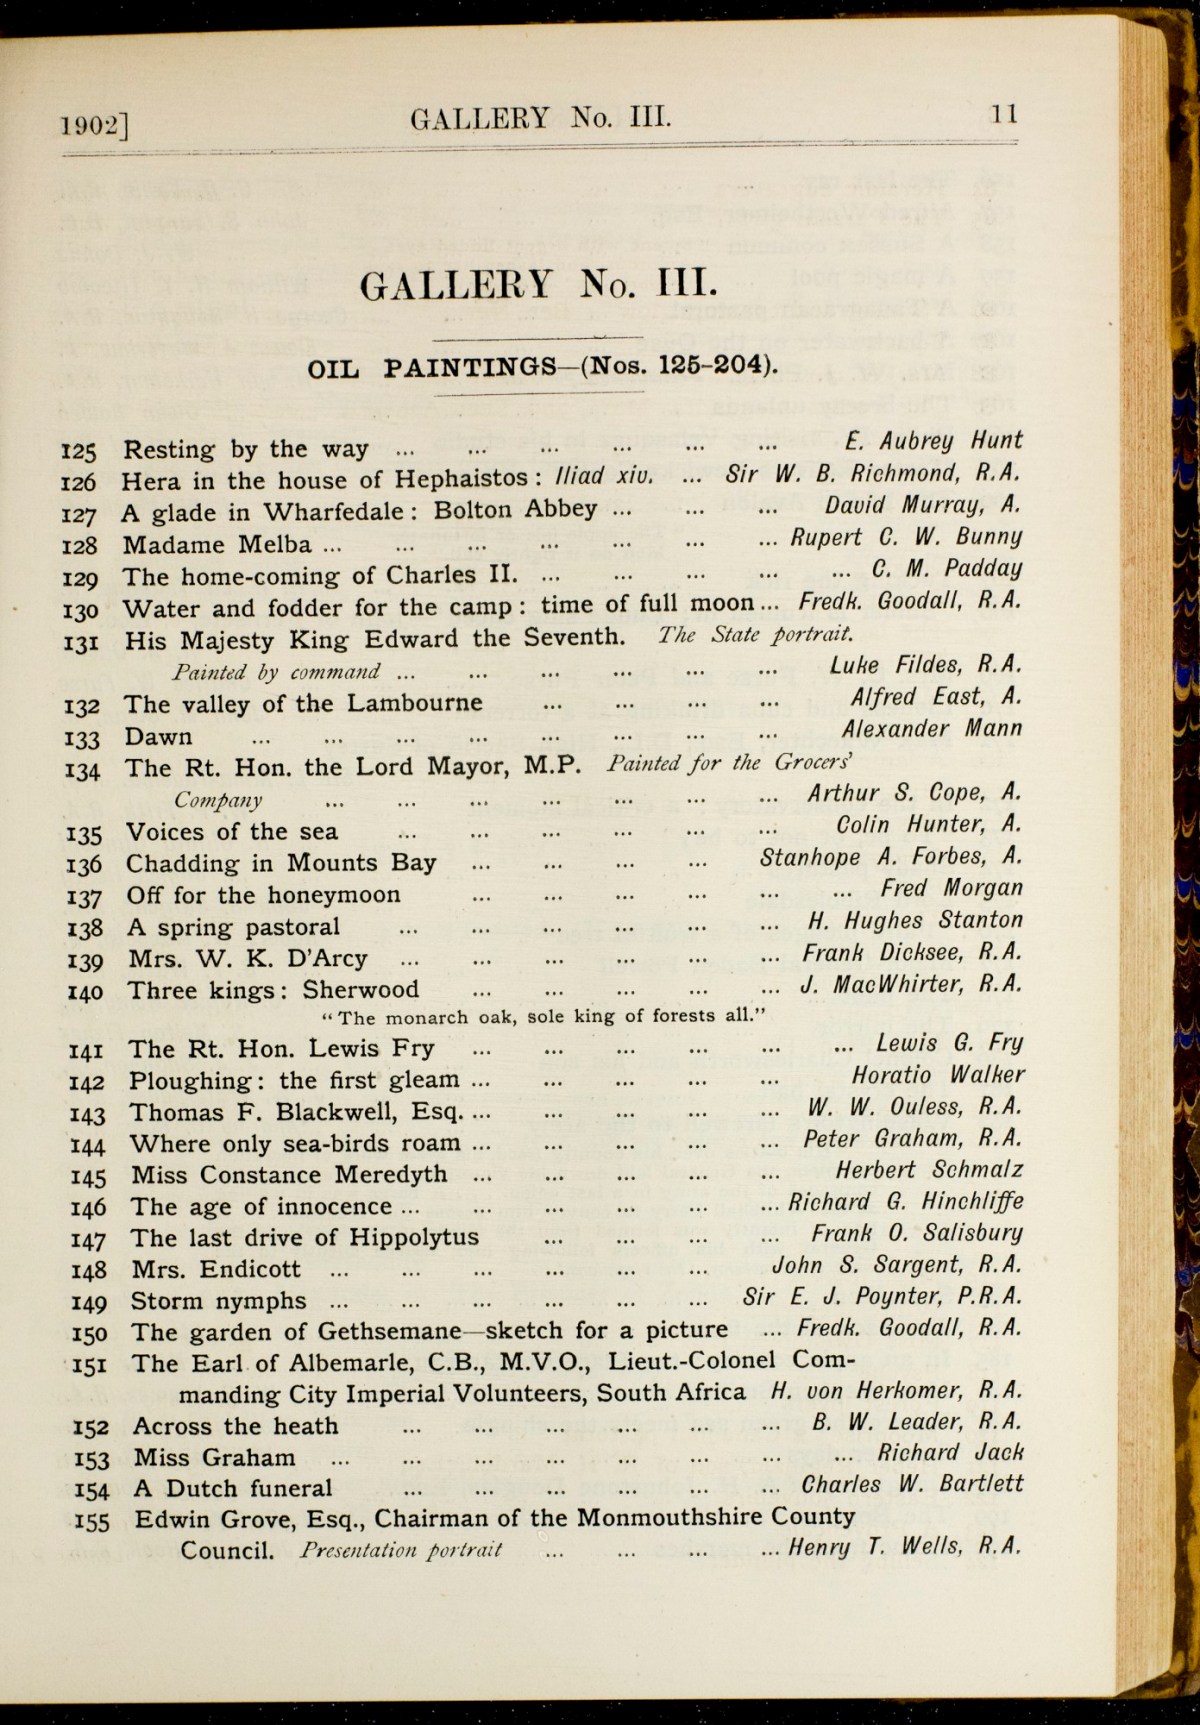 1902] GALLERY No. III. 11
GALLERY No. III.
OIL PAINTINGS—(Nos. 125-204).
125 Resting by the way ... ... ... ... ... ... E. Aubrey Hunt
126 Hera in the house of Hephaistos : Iliad xiv. ... Sir W. B. Richmond, R.A.
127 A glade in Wharfedale : Bolton Abbey ... ... ... David Murray, A.
128 Madame Melba ... ... ... ... ... ... ... Rupert C. W. Bunny
129 The home-coming of Charles II. ... ... ... ... ... C. M. Padday
130 Water and fodder for the camp : time of full moon ... Fredk. Goodall, R.A.
131 His Majesty King Edward the Seventh. The State portrait.
Painted by command ... ... ... ... ... ... Luke Fildes, R.A.
132 The valley of the Lambourne ... ... ... ... Alfred East, A.
133 Dawn ... ... ... ... ... ... ... ... Alexander Mann
134 The Rt. Hon. the Lord Mayor, M.P. Painted for the Grocers'
Company ... ... ... ... ... ... ... Arthur S. Cope, A.
135 Voices of the sea ... ... ... ... ... ... Colin Hunter, A.
136 Chadding in Mounts Bay ... ... ... ... Stanhope A. Forbes, A.
137 Off for the honeymoon ... ... ... ... ... ... Fred Morgan
138 A spring pastoral ... ... ... ... ... ... H. Hughes Stanton
139 Mrs. W. K. D'Arcy ... ... ... ... ... ... Frank Dicksee, R.A.
140 Three kings : Sherwood ... ... ... ... ... J. MacWhirter, R.A.
"The monarch oak, sole king of forests all."
141 The Rt. Hon. Lewis Fry ... ... ... ... ... ... Lewis G. Fry
142 Ploughing : the first gleam ... ... ... ... ... Horatio Walker
143 Thomas F. Blackwell, Esq. ... ... ... ... ... W. W. Ouless, R.A.
144 Where only sea-birds roam ... ... ... ... ... Peter Graham, R.A.
145 Miss Constance Meredyth ... ... ... ... ... Herbert Schmalz
146 The age of innocence ... ... ... ... ... ... Richard G. Hinchliffe
147 The last drive of Hippolytus ... ... ... ... Frank O. Salisbury
148 Mrs. Endicott ... ... ... ... ... ... John S. Sargent, R.A.
149 Storm nymphs ... ... ... ... ... ... Sir E. J. Poynter, P.R.A.
150 The garden of Gethsemane—sketch for a picture ... Fredk. Goodall, R.A.
151 The Earl of Albemarle, C.B., M.V.O., Lieut.-Colonel Com-
manding City Imperial Volunteers, South Africa H. von Herkomer, R.A.
152 Across the heath ... ... ... ... ... ... B. W. Leader, R.A.
153 Miss Graham ... ... ... ... ... ... ... ... Richard Jack
154 A Dutch funeral ... ... ... ... ... ... Charles W. Bartlett
155 Edwin Grove, Esq., Chairman of the Monmouthshire County
Council. Presentation portrait ... ... ... ... Henry T. Wells, R.A.